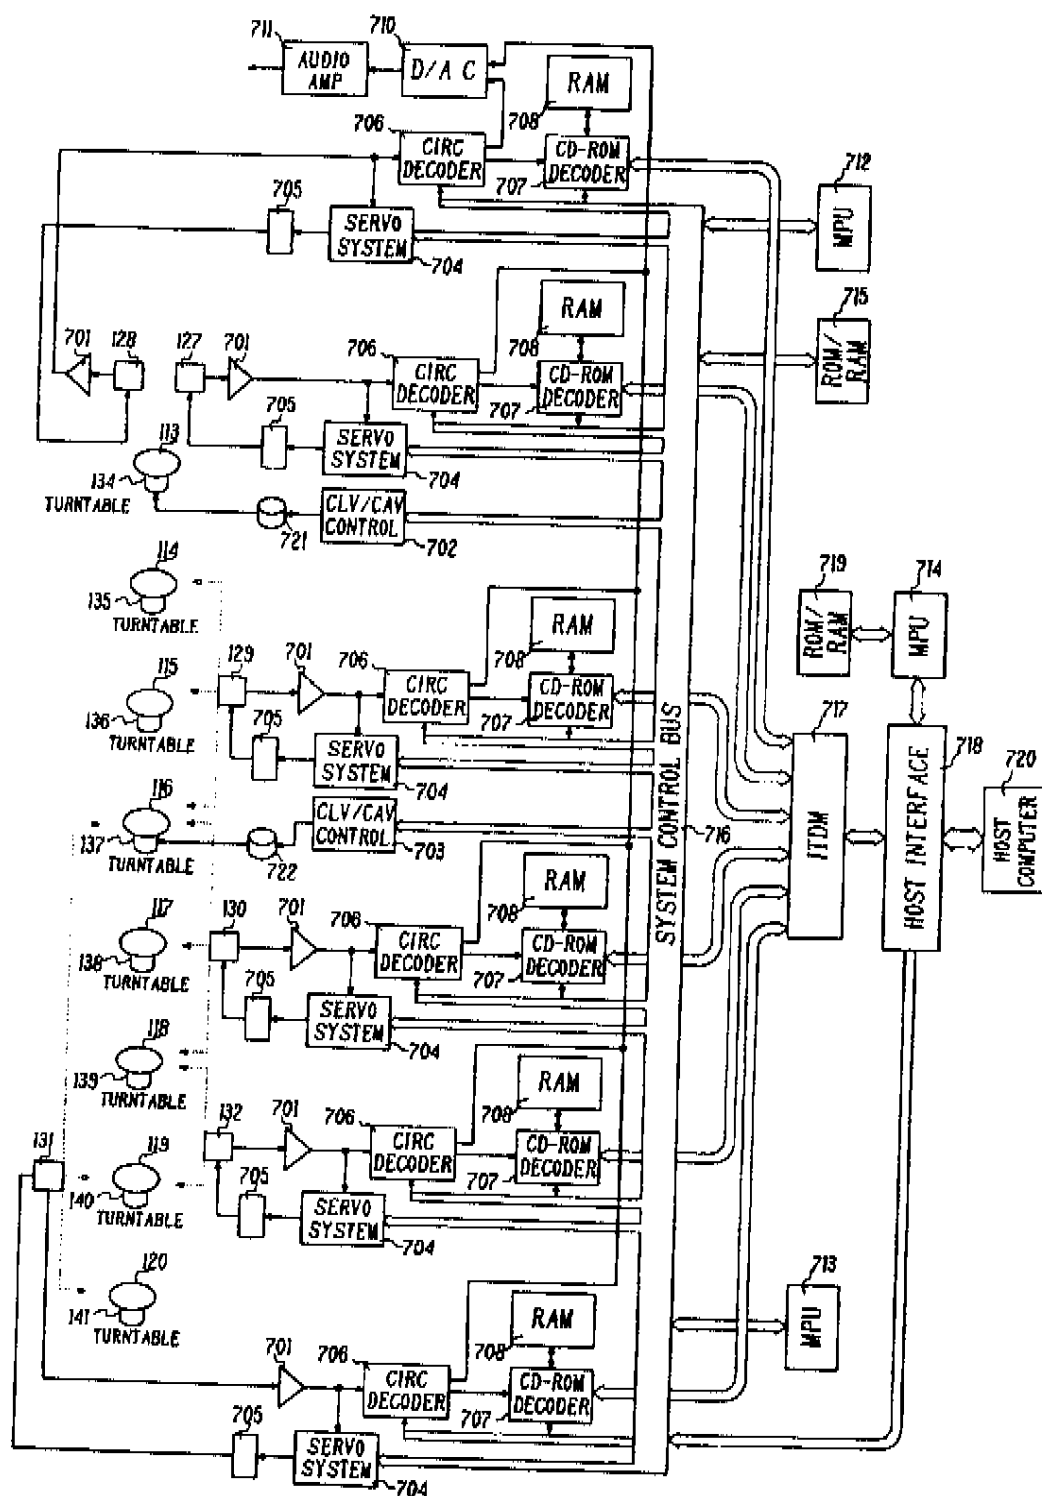 711
710
AUDIO
AMP
D/A C
RAM
708
706
CIRC
DECODER
CD-ROM
DECODER
707
705
SERVO
SYSTEM
704
712
MPU
715
ROM/
RAM
701
128
127
701
706
CIRC
DECODER
RAM
708
CD-ROM
DECODER
707
705
SERVO
SYSTEM
704
113
134
TURNTABLE
721
CLV/CAV
CONTROL
702
114
135
TURNTABLE
115
136
TURNTABLE
129
701
706
CIRC
DECODER
RAM
708
CD-ROM
DECODER
707
705
SERVO
SYSTEM
704
116
137
TURNTABLE
722
CLV/CAV
CONTROL
703
SYSTEM CONTROL BUS
716
719
ROM/
RAM
714
MPU
717
ITDM
HOST INTERFACE
718
720
HOST
COMPUTER
117
138
TURNTABLE
130
701
706
CIRC
DECODER
RAM
708
CD-ROM
DECODER
707
705
SERVO
SYSTEM
704
118
139
TURNTABLE
131
119
140
TURNTABLE
132
701
706
CIRC
DECODER
RAM
708
CD-ROM
DECODER
707
705
SERVO
SYSTEM
704
120
141
TURNTABLE
713
MPU
701
706
CIRC
DECODER
RAM
708
CD-ROM
DECODER
707
705
SERVO
SYSTEM
704